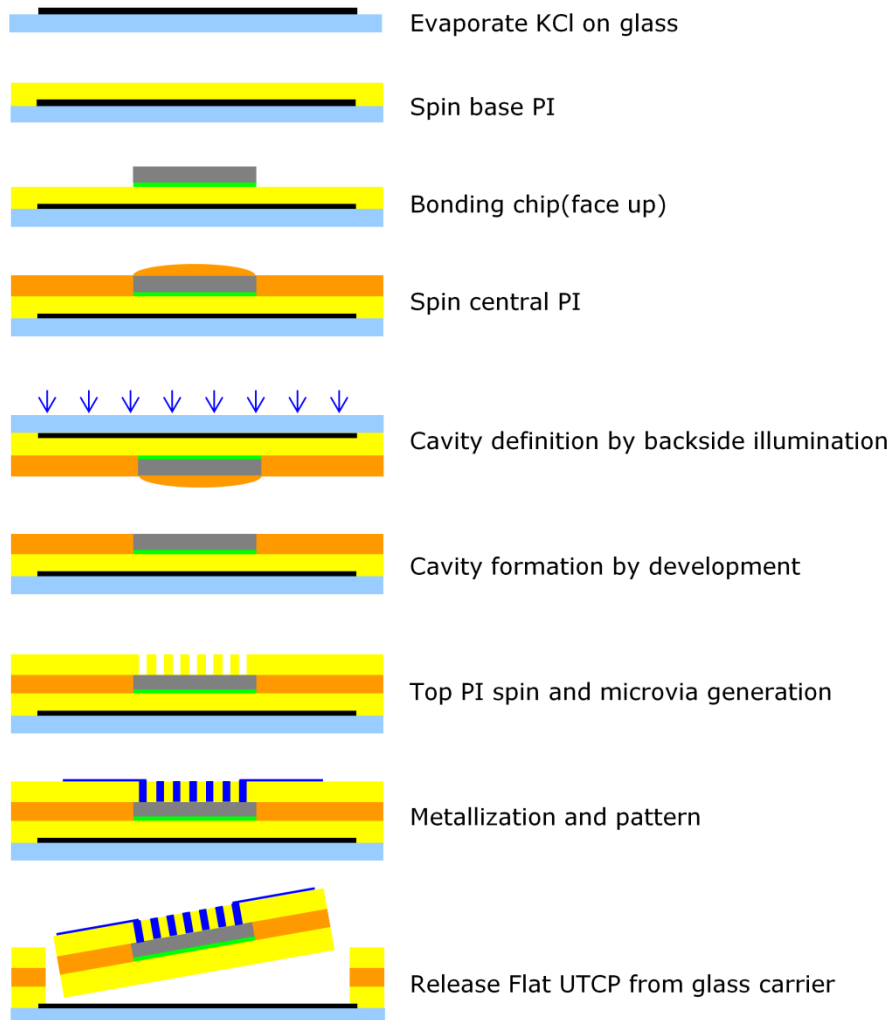 Evaporate KCl on glass
Spin base PI
Bonding chip(face up)
Spin central PI
Cavity definition by backside illumination
Cavity formation by development
Top PI spin and microvia generation
Metallization and pattern
Release Flat UTCP from glass carrier